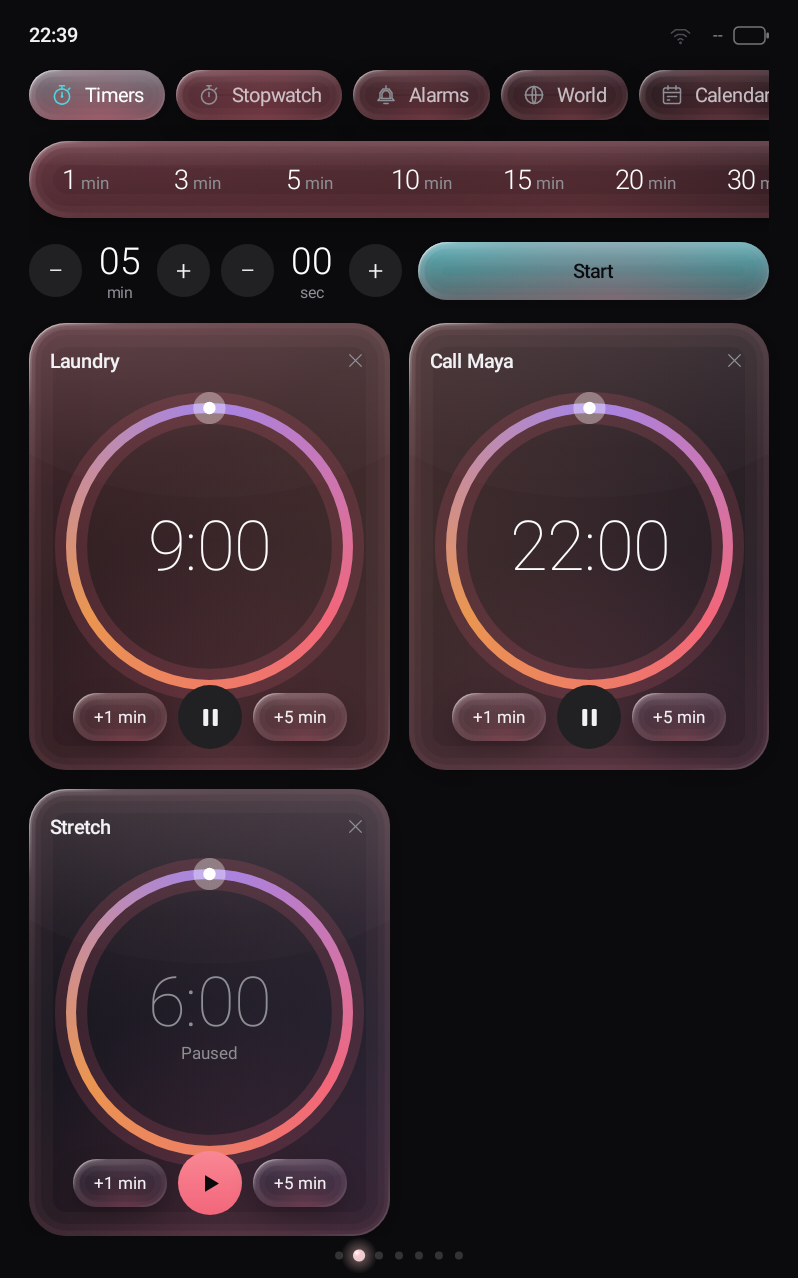 22:39 --
Timers Stopwatch Alarms World Calendar
1 min 3 min 5 min 10 min 15 min 20 min 30
− 05 min + − 00 sec + Start
Laundry
9:00
+1 min +5 min
Call Maya
22:00
+1 min +5 min
Stretch
6:00
Paused
+1 min +5 min